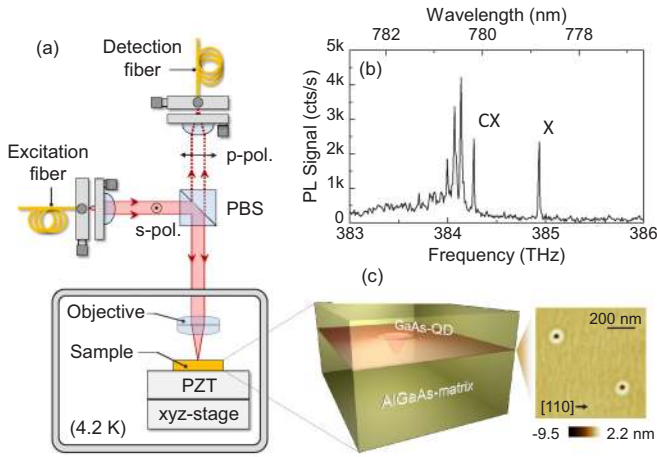 (a)
Detection
fiber
p-pol.
Excitation
fiber
PBS
s-pol.
Objective
Sample
PZT
xyz-stage
(4.2 K)
Wavelength (nm)
782 780 778
(b)
CX
X
PL Signal (cts/s)
5k
4k
3k
2k
1k
0
383 384 385 386
Frequency (THz)
(c)
GaAs-QD
AlGaAs-matrix
200 nm
[110]
-9.5 2.2 nm